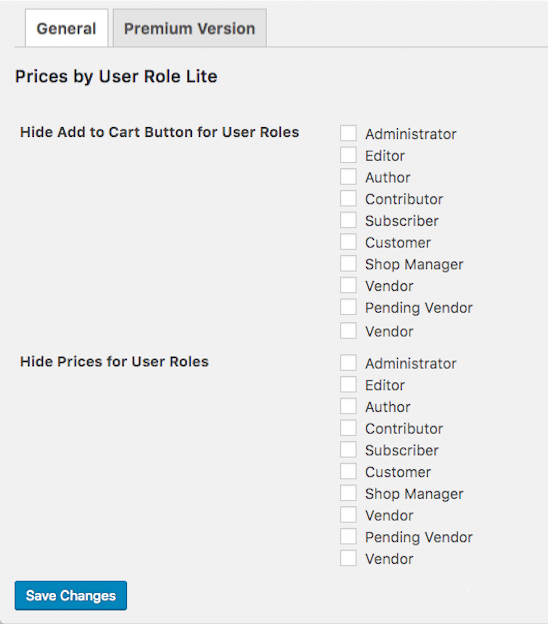 General Premium Version
Prices by User Role Lite
Hide Add to Cart Button for User Roles
Administrator
Editor
Author
Contributor
Subscriber
Customer
Shop Manager
Vendor
Pending Vendor
Vendor
Hide Prices for User Roles
Administrator
Editor
Author
Contributor
Subscriber
Customer
Shop Manager
Vendor
Pending Vendor
Vendor
Save Changes